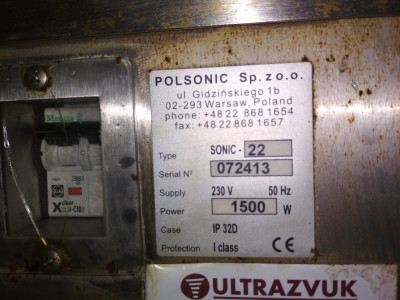 POLSONIC Sp. z o.o.
ul. Gidzińskiego 1b
02-293 Warsaw, Poland
phone: +48 22 868 1654
fax: +48 22 868 1657
Type SONIC - 22
Serial Nº 072413
Supply 230 V 50 Hz
Power 1500 W
Case IP 32D
Protection I class CE
ULTRAZVUK